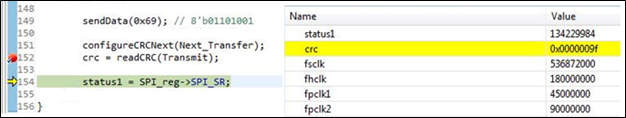 148
149 sendData(0x69); // 8'b01101001
150
151 configureCRCNext(Next_Transfer);
152 crc = readCRC(Transmit);
154 status1 = SPI_reg->SPI_SR;
155
156 }
Name Value
status1 134229984
crc 0x0000009f
fsclk 536872000
fhclk 180000000
fpclk1 45000000
fpclk2 90000000